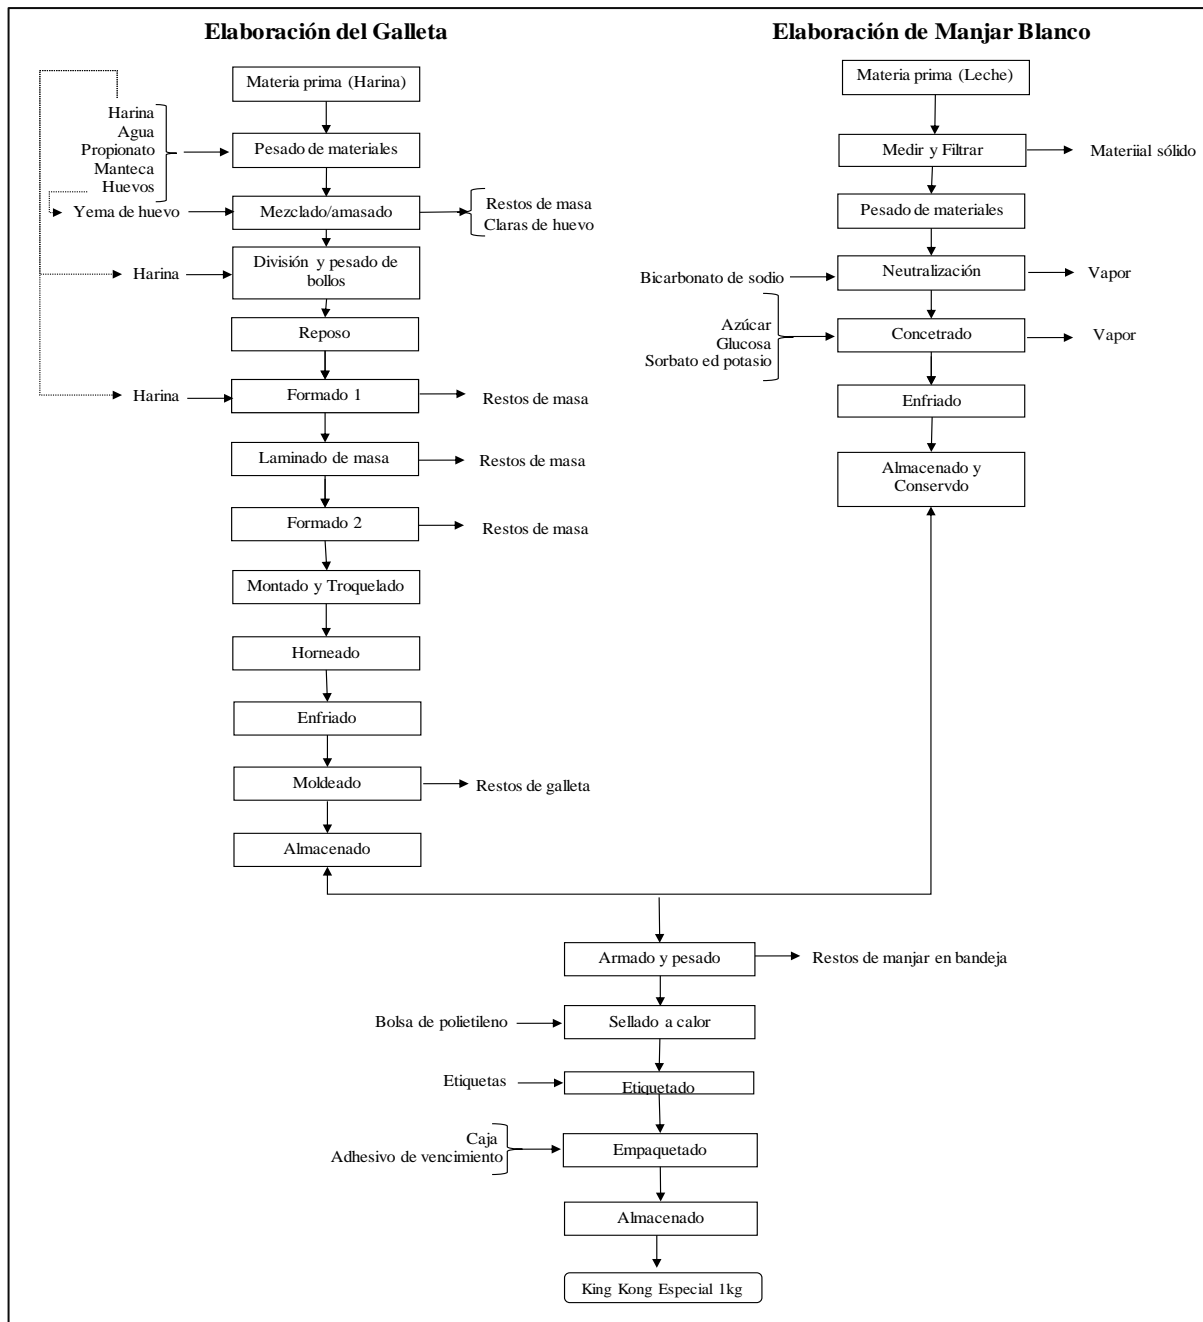 Elaboración del Galleta
Materia prima (Harina)
Harina
Agua
Propionato
Manteca
Huevos
Pesado de materiales
Yema de huevo
Mezclado/amasado
Restos de masa
Claras de huevo
Harina
División y pesado de
bollos
Reposo
Harina
Formado 1
Restos de masa
Laminado de masa
Restos de masa
Formado 2
Restos de masa
Montado y Troquelado
Horneado
Enfriado
Moldeado
Restos de galleta
Almacenado
Elaboración de Manjar Blanco
Materia prima (Leche)
Medir y Filtrar
Materiial sólido
Pesado de materiales
Bicarbonato de sodio
Neutralización
Vapor
Azúcar
Glucosa
Sorbato ed potasio
Concetrado
Vapor
Enfriado
Almacenado y
Conservdo
Armado y pesado
Restos de manjar en bandeja
Bolsa de polietileno
Sellado a calor
Etiquetas
Etiquetado
Caja
Adhesivo de vencimiento
Empaquetado
Almacenado
King Kong Especial 1kg